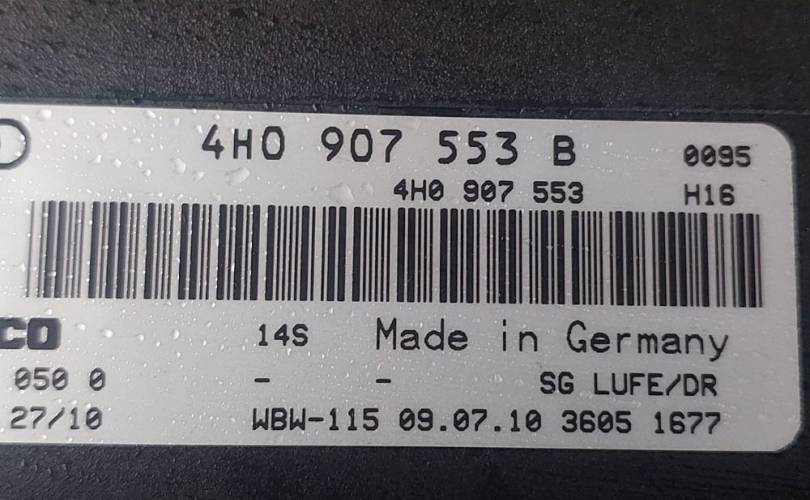 4H0 907 553 B 0095
4H0 907 553 H16
CO 14S Made in Germany
050 0 - - SG LUFE/DR
27/10 WBW-115 09.07.10 3605 1677